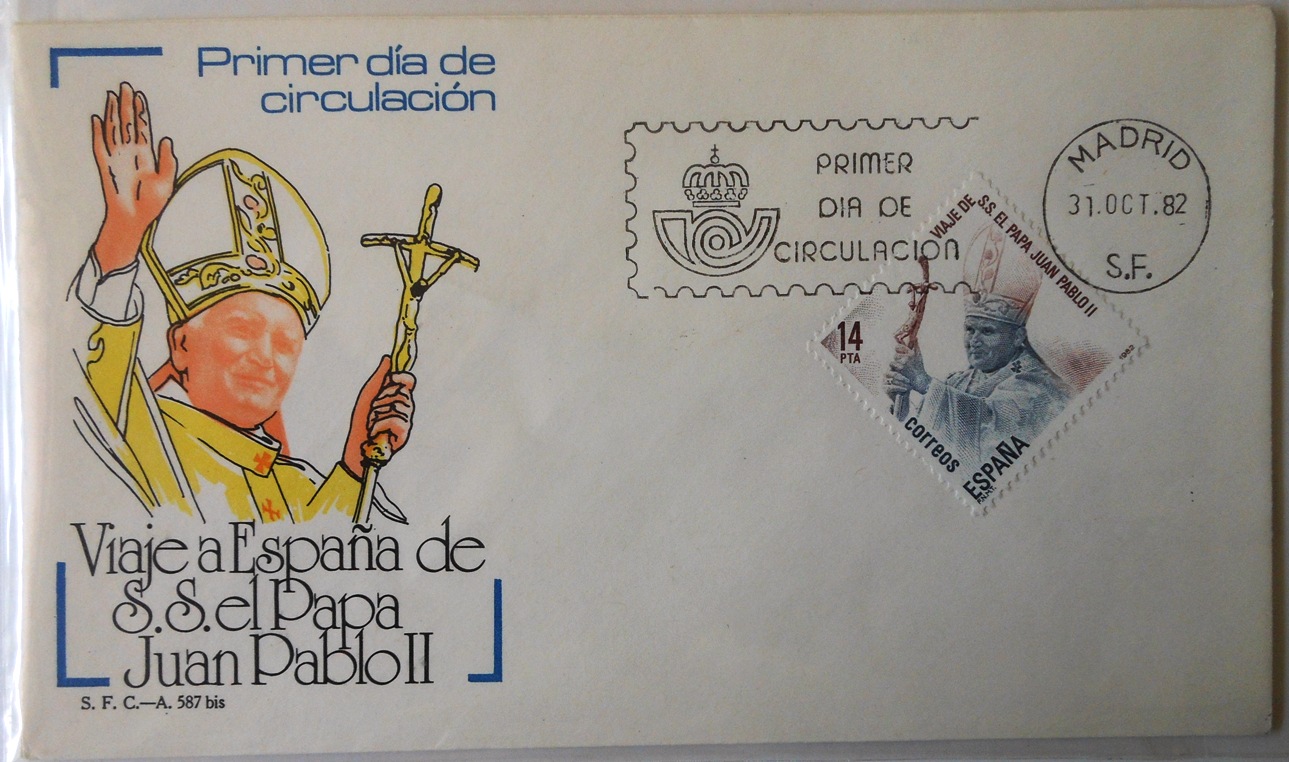 Primer día de
circulación
Viaje a España de
S.S. el Papa
Juan Pablo II
S. F. C.—A. 587 bis
PRIMER
DIA DE
CIRCULACION
MADRID
31.OCT.82
S.F.
VIAJE DE S.S. EL PAPA JUAN PABLO II
14
PTA
1982
correos
ESPAÑA